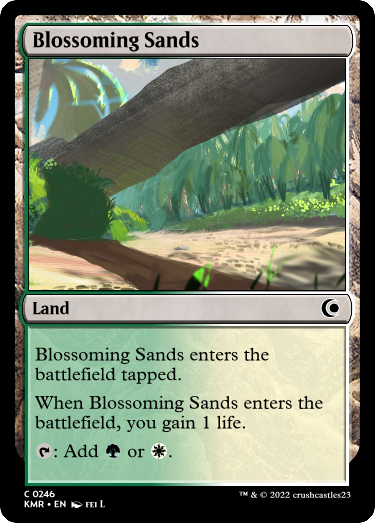 Blossoming Sands
Land
Blossoming Sands enters the
battlefield tapped.
When Blossoming Sands enters the
battlefield, you gain 1 life.
: Add or .
C 0246
KMR • EN FEI L
™ & © 2022 crushcastles23